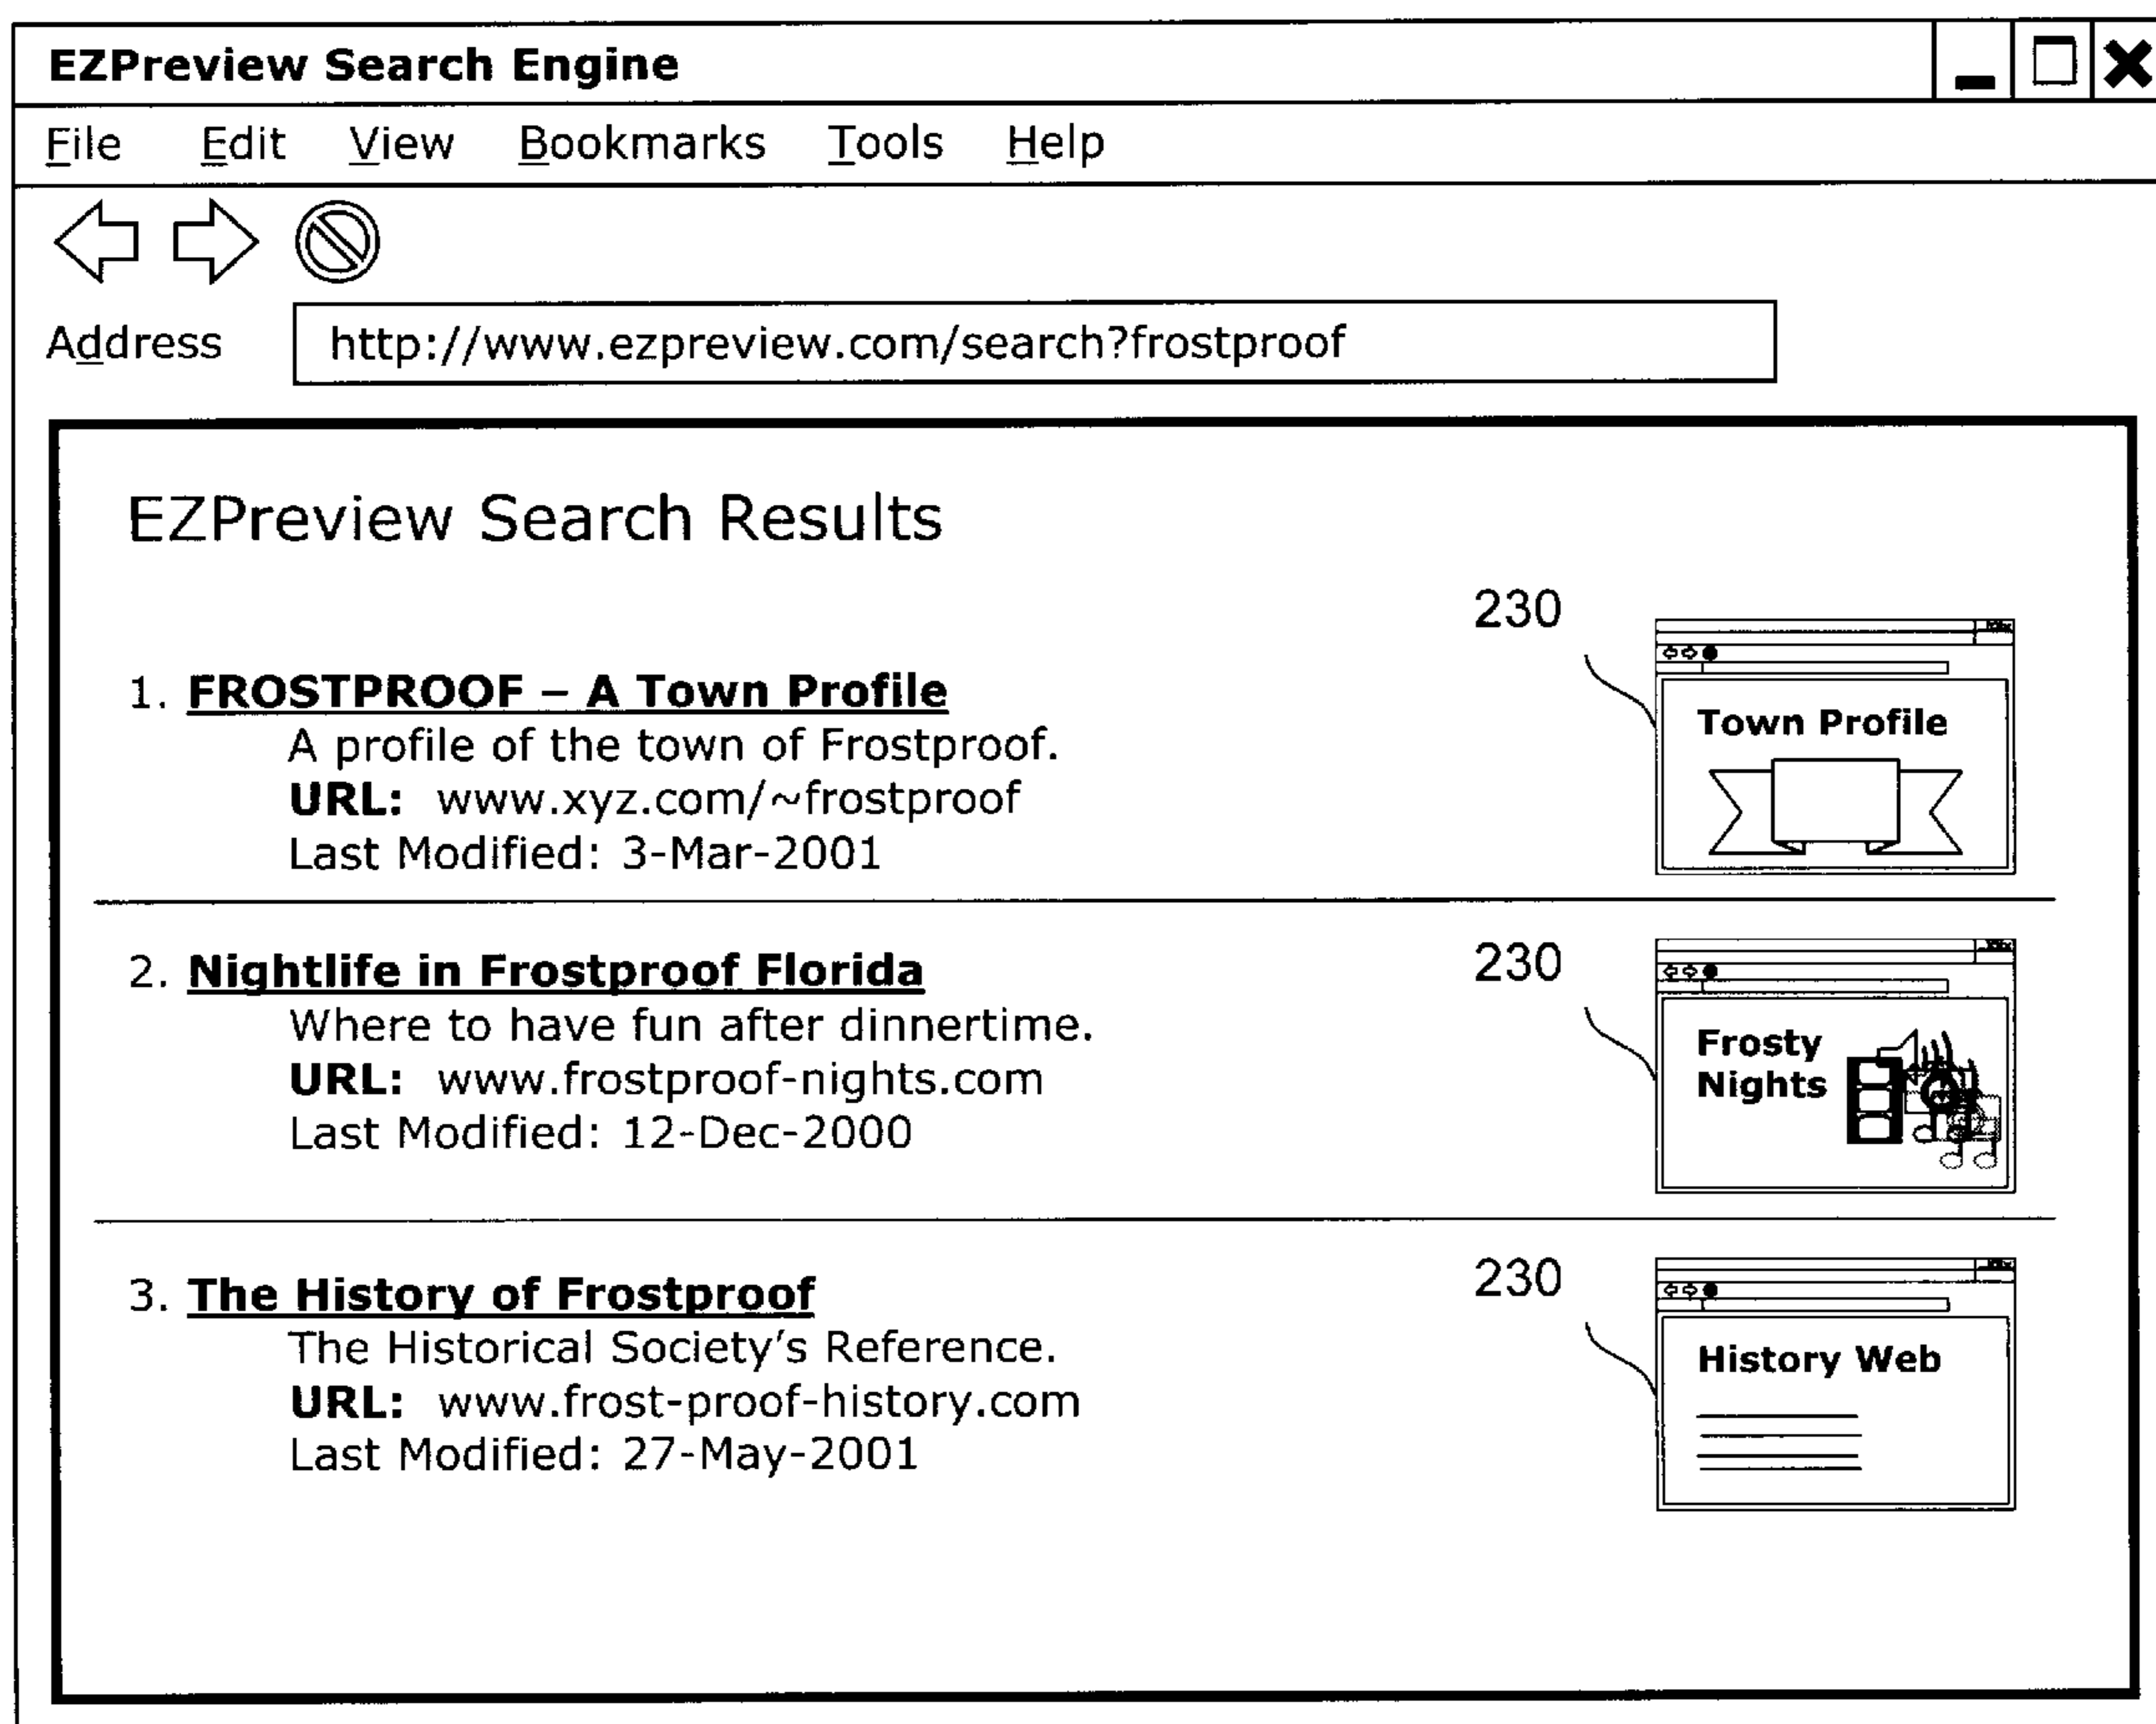 EZPreview Search Engine
File Edit View Bookmarks Tools Help
Address http://www.ezpreview.com/search?frostproof
EZPreview Search Results
230
1. FROSTPROOF – A Town Profile
A profile of the town of Frostproof.
URL: www.xyz.com/~frostproof
Last Modified: 3-Mar-2001
Town Profile
2. Nightlife in Frostproof Florida
Where to have fun after dinnertime.
URL: www.frostproof-nights.com
Last Modified: 12-Dec-2000
230
Frosty
Nights
3. The History of Frostproof
The Historical Society's Reference.
URL: www.frost-proof-history.com
Last Modified: 27-May-2001
230
History Web